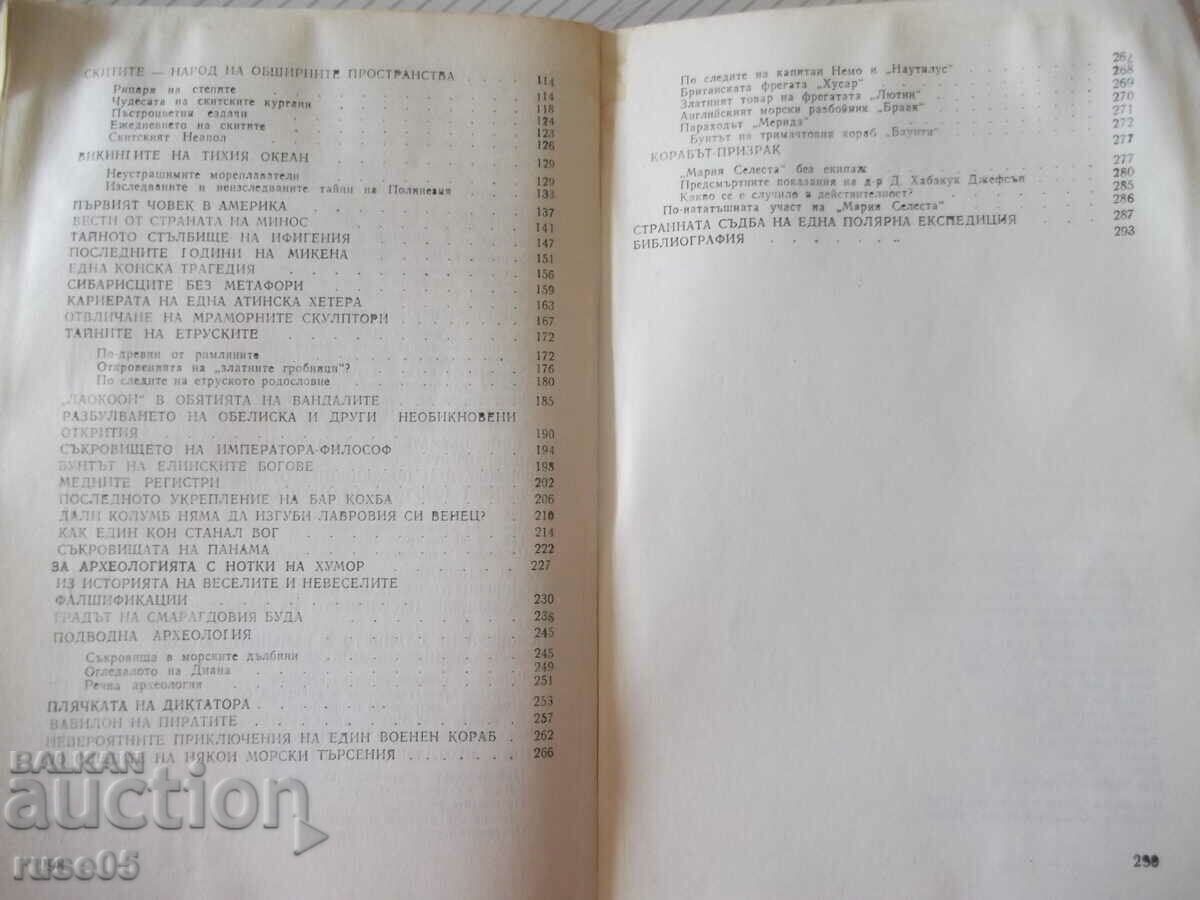 СКИТИТЕ — НАРОД НА ОБШИРНИТЕ ПРОСТРАНСТВА . . . . 114
Рицари на степите . . . 114
Чудесата на скитските кургани . . . 118
Пъстроцветни ездачи . . . 124
Ежедневието на скитите . . . 123
Скитският Неапол . . . 126
ВИКИНГИТЕ НА ТИХИЯ ОКЕАН . . . 129
Неустрашимите мореплаватели . . . 129
Изследваните и неизследваните тайни на Полинезия . . . 133
ПЪРВИЯТ ЧОВЕК В АМЕРИКА . . . 137
ВЕСТИ ОТ СТРАНАТА НА МИНОС . . . 141
ТАЙНОТО СТЪЛБИЩЕ НА ИФИГЕНИЯ . . . 147
ПОСЛЕДНИТЕ ГОДИНИ НА МИКЕНА . . . 151
ЕДНА КОНСКА ТРАГЕДИЯ . . . 156
СИБАРИСЦИТЕ БЕЗ МЕТАФОРИ . . . 159
КАРИЕРАТА НА ЕДНА АТИНСКА ХЕТЕРА . . . 163
ОТВЛИЧАНЕ НА МРАМОРНИТЕ СКУЛПТОРИ . . . 167
ТАЙНИТЕ НА ЕТРУСКИТЕ . . . 172
По-древни от римляните . . . 172
Откровенията на „златните гробници“? . . . 176
По следите на етруското родословие . . . 180
„ЛАОКООН“ В ОБЯТИЯТА НА ВАНДАЛИТЕ . . . 185
РАЗБУЛВАНЕТО НА ОБЕЛИСКА И ДРУГИ НЕОБИКНОВЕНИ
ОТКРИТИЯ . . . 190
СЪКРОВИЩЕТО НА ИМПЕРАТОРА-ФИЛОСОФ . . . 194
БУНТЪТ НА ЕЛИНСКИТЕ БОГОВЕ . . . 198
МЕДНИТЕ РЕГИСТРИ . . . 202
ПОСЛЕДНОТО УКРЕПЛЕНИЕ НА БАР КОХБА . . . 206
ДАЛИ КОЛУМБ НЯМА ДА ИЗГУБИ ЛАВРОВИЯ СИ ВЕНЕЦ? . 210
КАК ЕДИН КОН СТАНАЛ БОГ . . . 214
СЪКРОВИЩАТА НА ПАНАМА . . . 222
ЗА АРХЕОЛОГИЯТА С НОТКИ НА ХУМОР . . . 227
ИЗ ИСТОРИЯТА НА ВЕСЕЛИТЕ И НЕВЕСЕЛИТЕ
ФАЛШИФИКАЦИИ . . . 230
ГРАДЪТ НА СМАРАГДОВИЯ БУДА . . . 238
ПОДВОДНА АРХЕОЛОГИЯ . . . 245
Съкровища в морските дълбини . . . 245
Огледалото на Диана . . . 249
Речна археология . . . 251
ПЛЯЧКАТА НА ДИКТАТОРА . . . 253
ВАВИЛОН НА ПИРАТИТЕ . . . 257
НЕВЕРОЯТНИТЕ ПРИКЛЮЧЕНИЯ НА ЕДИН ВОЕНЕН КОРАБ . 262
ПО СЛЕДИТЕ НА НЯКОИ МОРСКИ ТЪРСЕНИЯ . . . 266
267
По следите на капитан Немо и „Наутилус“ . . . 268
Британската фрегата „Хусар“ . . . 269
Златният товар на фрегатата „Лютин“ . . . 270
Английският морски разбойник „Браак“ . . . 271
Параходът „Мерида“ . . . 272
Бунтът на тримачтовия кораб „Баунти“ . . . 277
КОРАБЪТ-ПРИЗРАК . . . 277
„Мария Селеста“ без екипаж . . . 280
Предсмъртните показания на д-р Д. Хабакук Джефсън . . . 285
Какво се е случило в действителност? . . . 286
По-нататъшната участ на „Мария Селеста“ . . . 287
СТРАННАТА СЪДБА НА ЕДНА ПОЛЯРНА ЕКСПЕДИЦИЯ . . . 293
БИБЛИОГРАФИЯ . . .
BALKAN
auction
ruse05